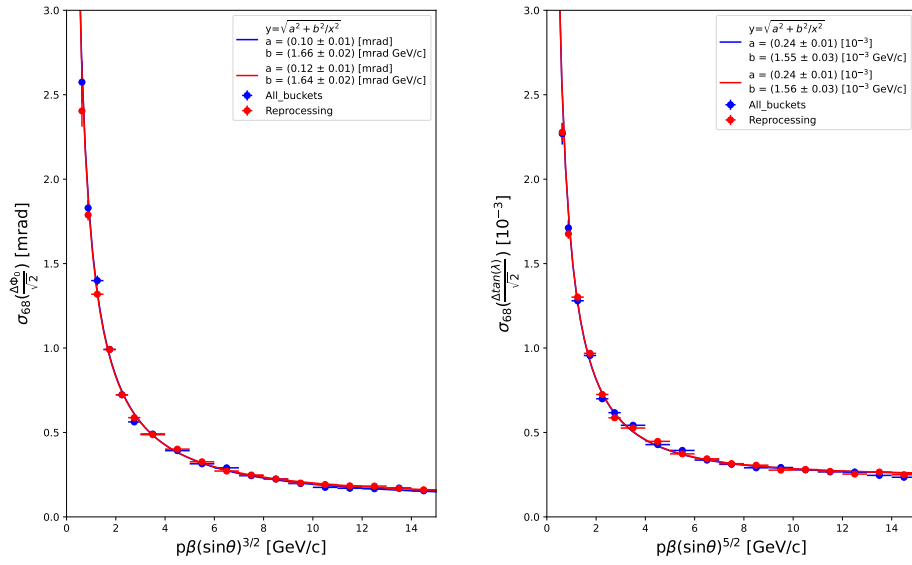 y=√a² + b²/x²
a = (0.10 ± 0.01) [mrad]
b = (1.66 ± 0.02) [mrad GeV/c]
a = (0.12 ± 0.01) [mrad]
b = (1.64 ± 0.02) [mrad GeV/c]
All_buckets
Reprocessing
3.0
2.5
2.0
1.5
1.0
0.5
0.0
σ68(ΔΦ0/√2) [mrad]
0 2 4 6 8 10 12 14
pβ(sinθ)^3/2 [GeV/c]
y=√a² + b²/x²
a = (0.24 ± 0.01) [10⁻³]
b = (1.55 ± 0.03) [10⁻³ GeV/c]
a = (0.24 ± 0.01) [10⁻³]
b = (1.56 ± 0.03) [10⁻³ GeV/c]
All_buckets
Reprocessing
3.0
2.5
2.0
1.5
1.0
0.5
0.0
σ68(Δtan(λ)/√2) [10⁻³]
0 2 4 6 8 10 12 14
pβ(sinθ)^5/2 [GeV/c]